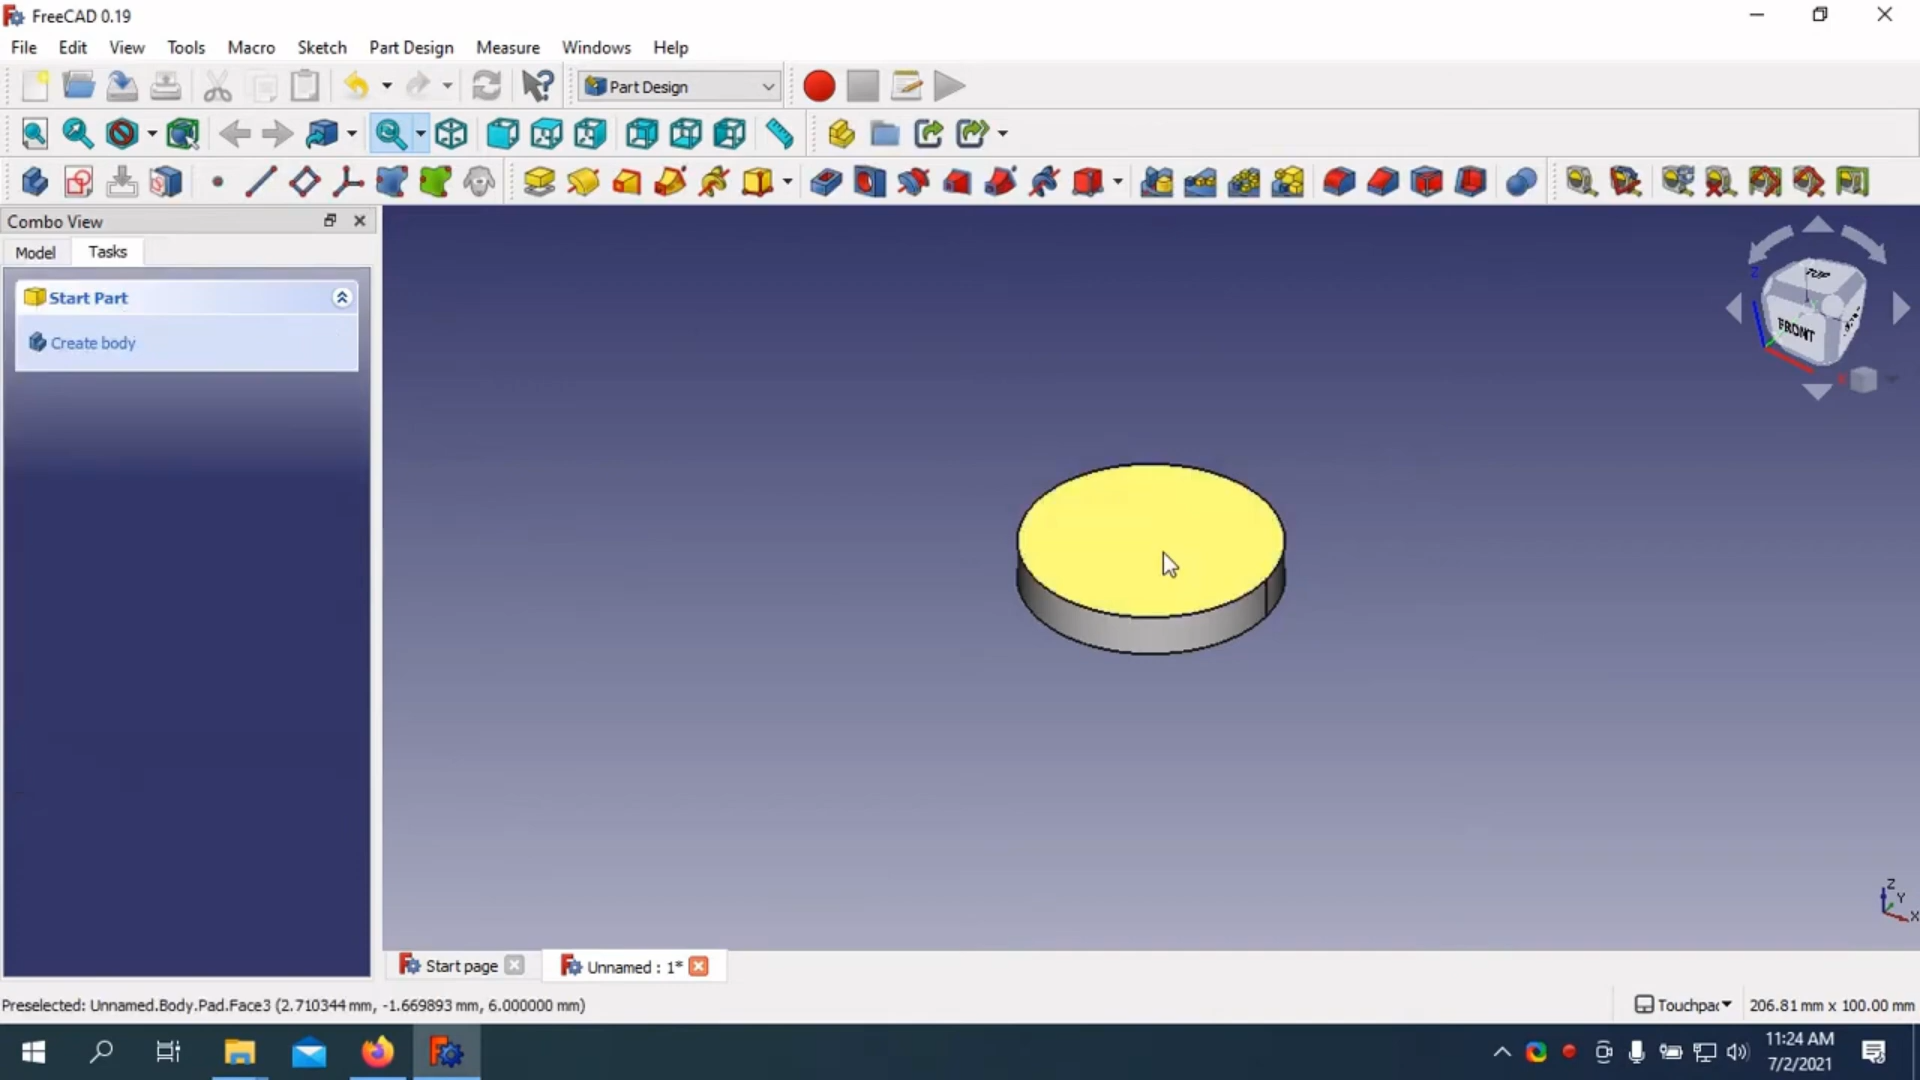 FreeCAD 0.19
File Edit View Tools Macro Sketch Part Design Measure Windows Help
Part Design
Combo View
Model Tasks
Start Part
Create body
TOP
FRONT
Z
Z
Y
X
Start page
Unnamed : 1*
Preselected: Unnamed.Body.Pad.Face3 (2.710344 mm, -1.669893 mm, 6.000000 mm)
Touchpac
206.81 mm x 100.00 mm
11:24 AM
7/2/2021